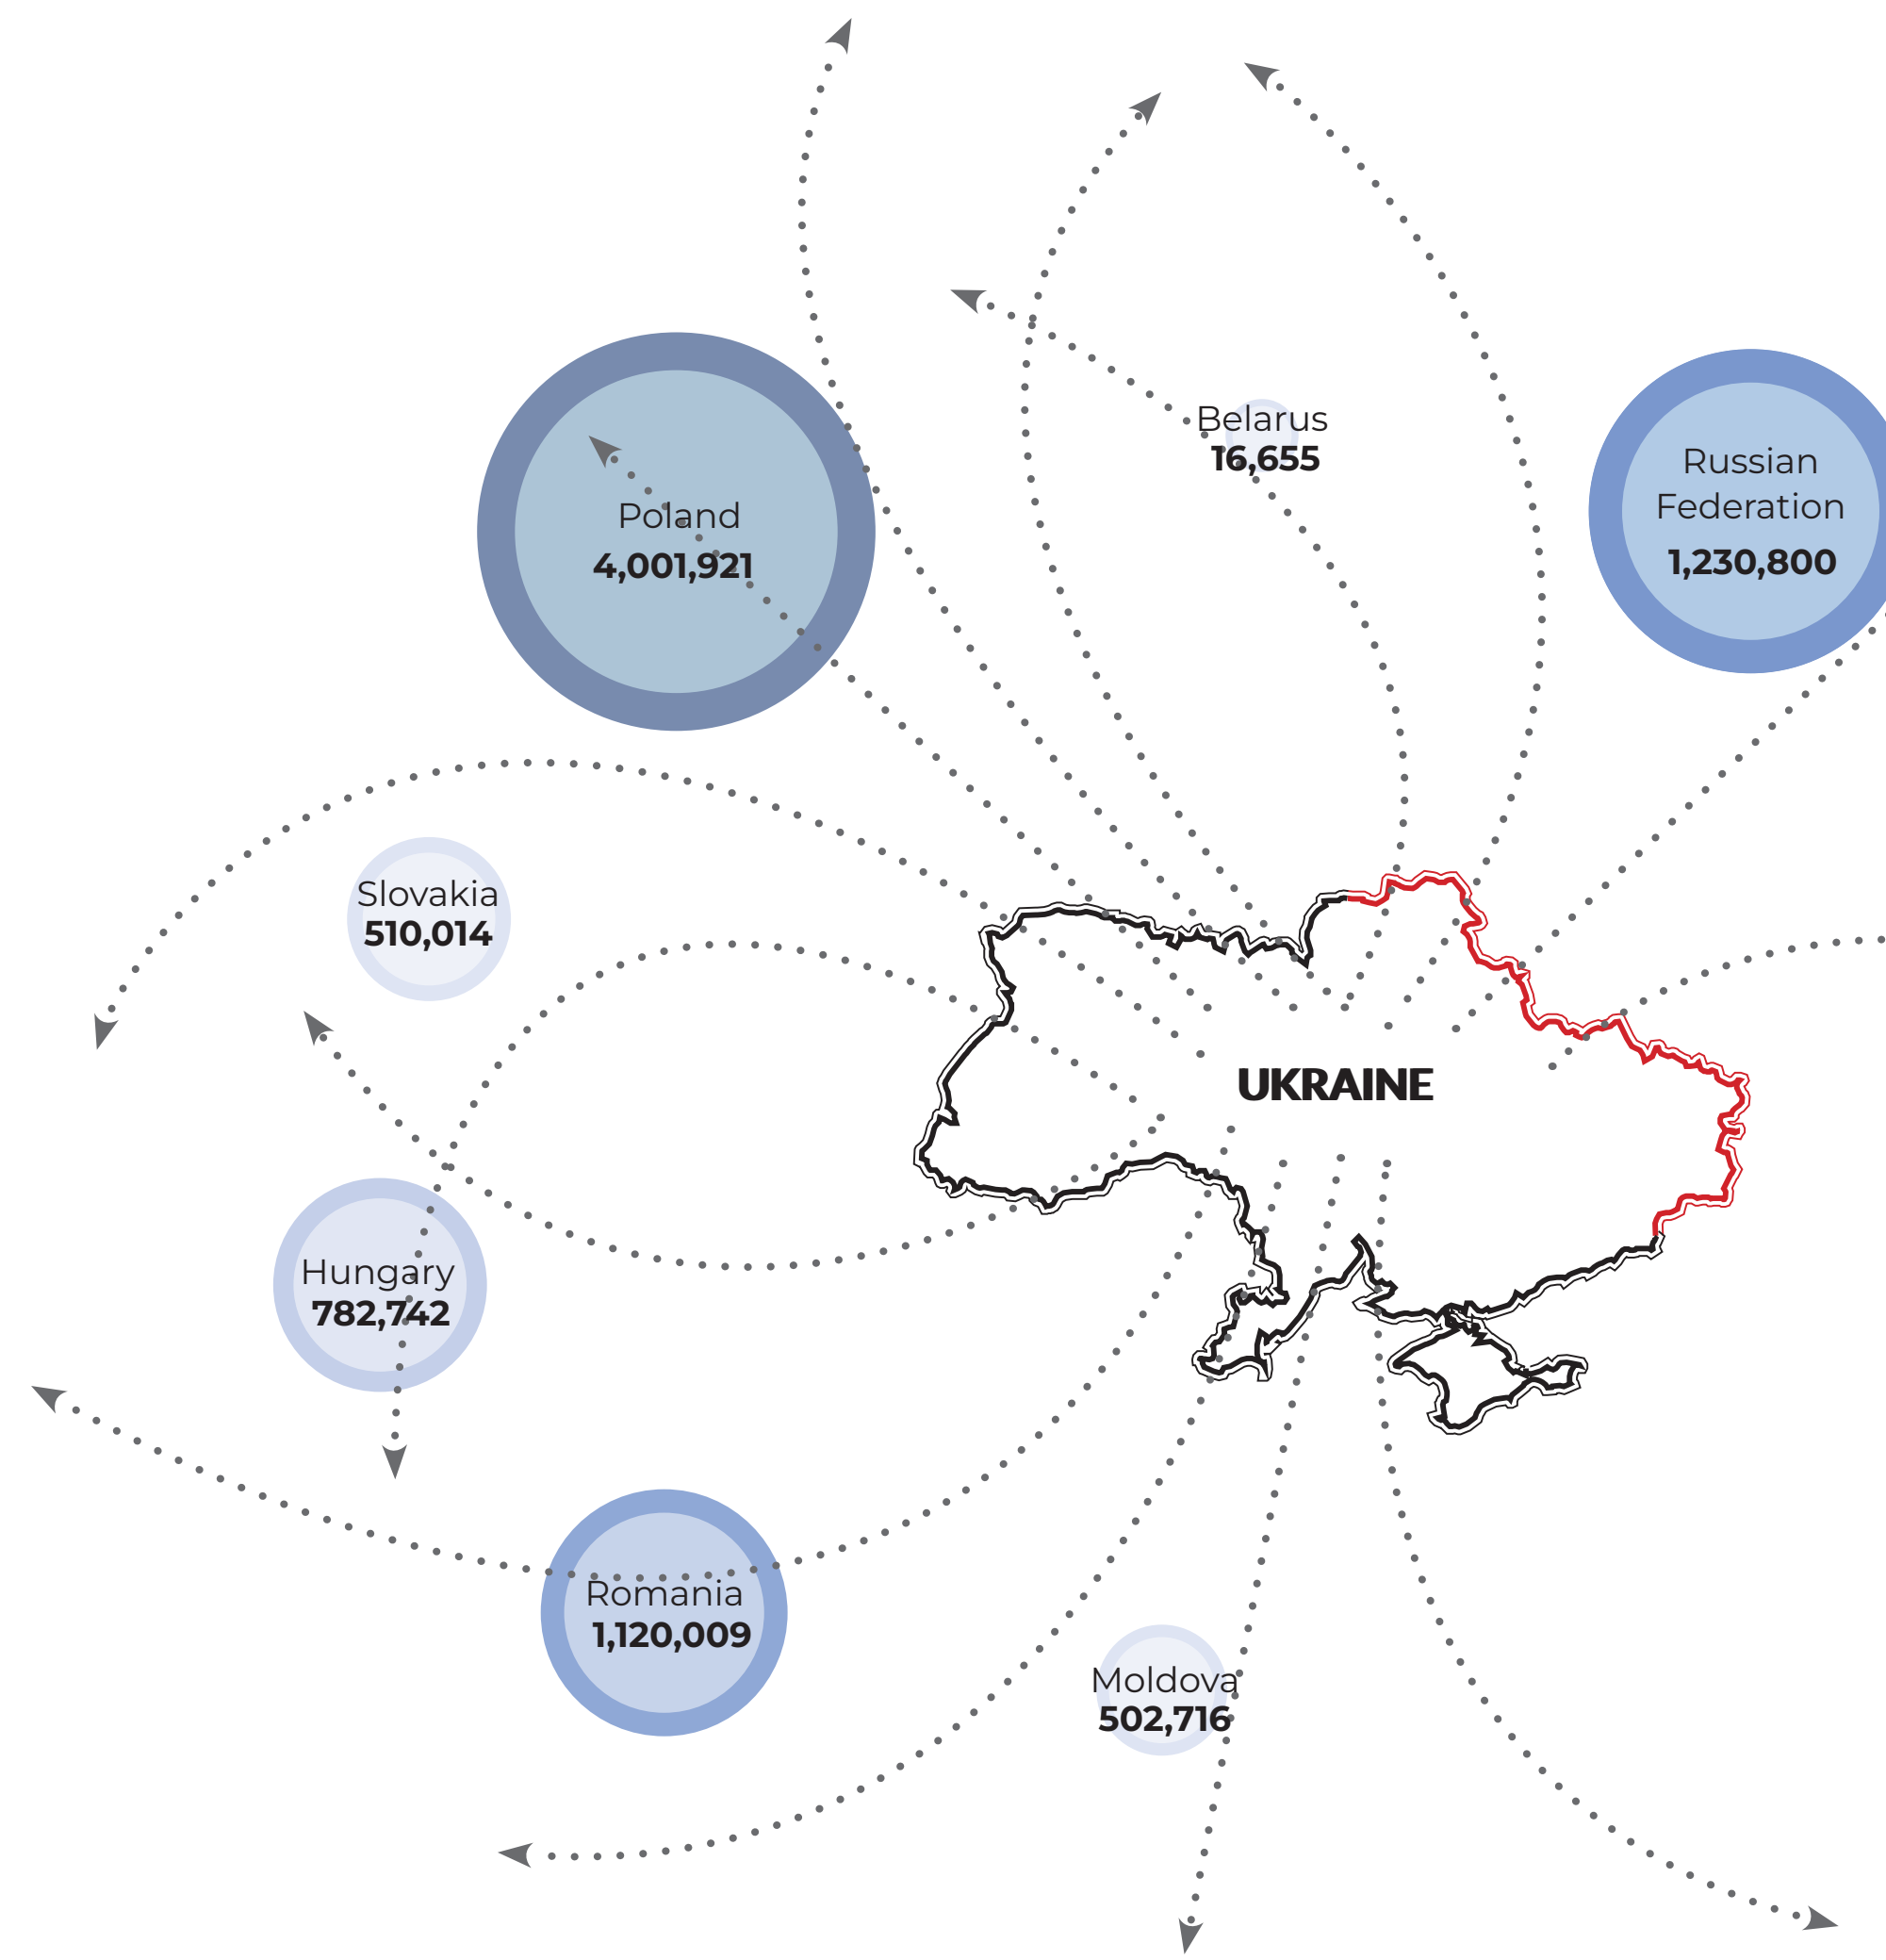 Belarus
16,655
Russian
Federation
1,230,800
Poland
4,001,921
Slovakia
510,014
UKRAINE
Hungary
782,742
Romania
1,120,009
Moldova
502,716